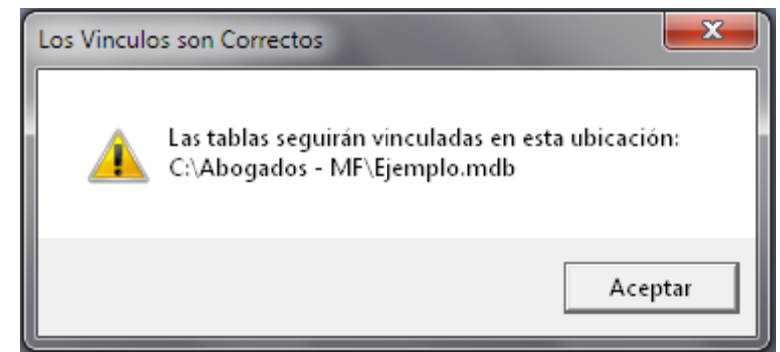 Los Vinculos son Correctos
Las tablas seguirán vinculadas en esta ubicación:
C:\Abogados - MF\Ejemplo.mdb
Aceptar